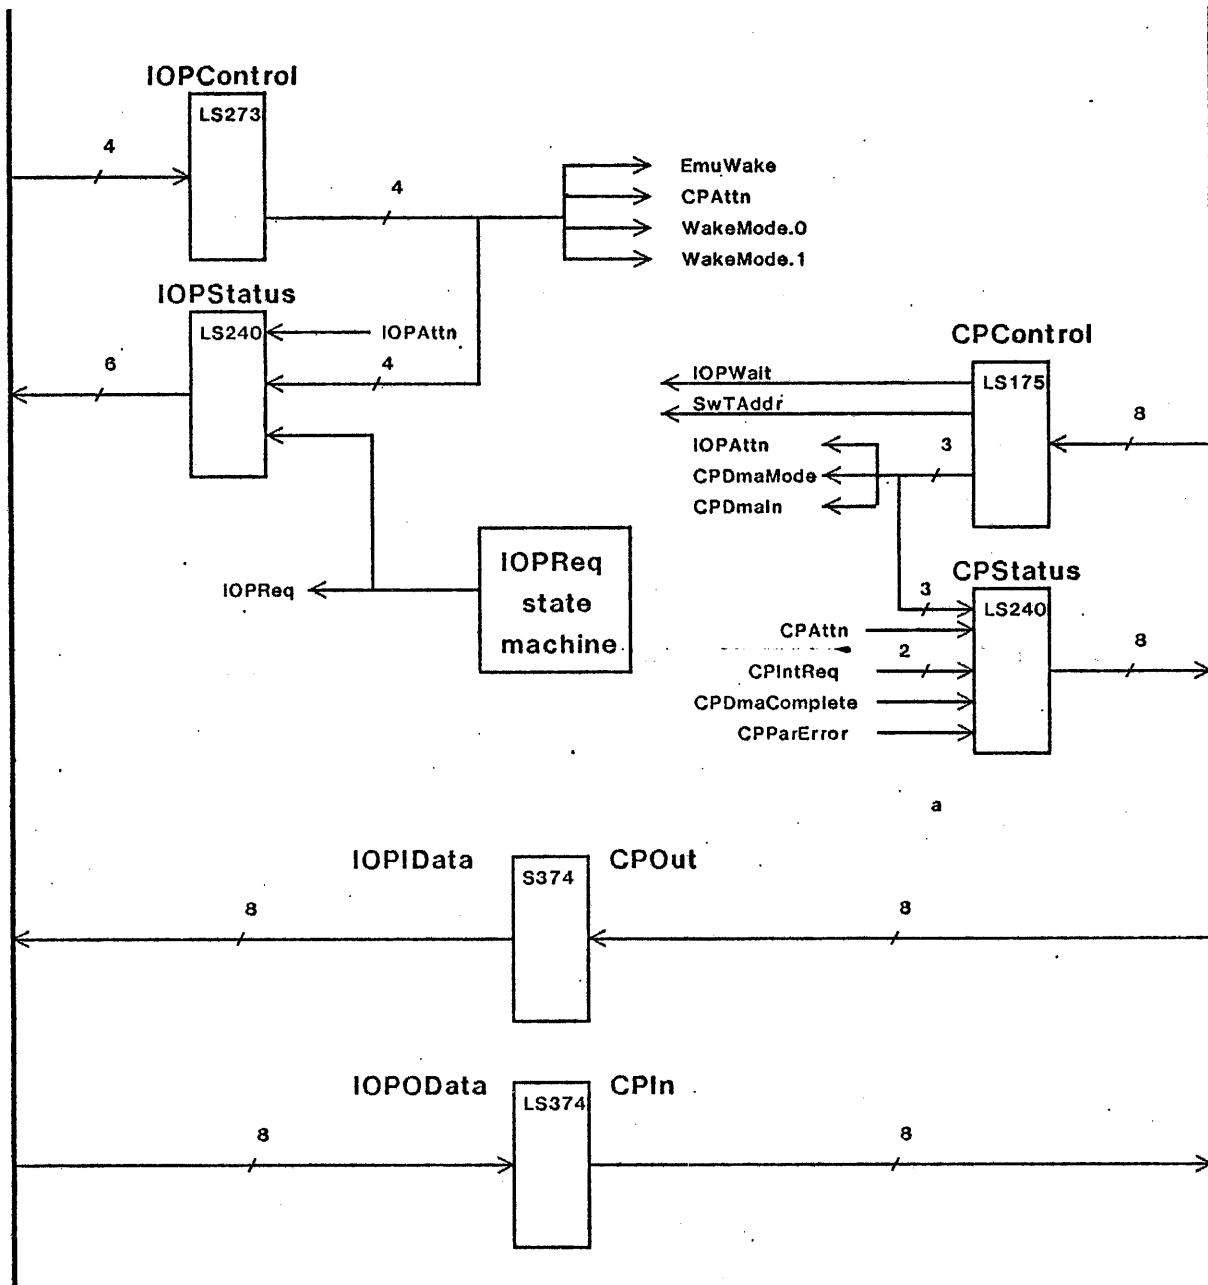 IOPControl
LS273
4
4
EmuWake
CPAttn
WakeMode.0
WakeMode.1
IOPStatus
LS240
IOPAttn
6
4
CPControl
LS175
IOPWait
SwTAddr
8
IOPAttn
3
CPDmaMode
CPDmaIn
IOPReq
state
machine
IOPReq
CPStatus
LS240
3
CPAttn
8
2
CPIntReq
CPDmaComplete
CPParError
a
IOPIData
S374
CPOut
8
8
IOPOData
LS374
CPIn
8
8